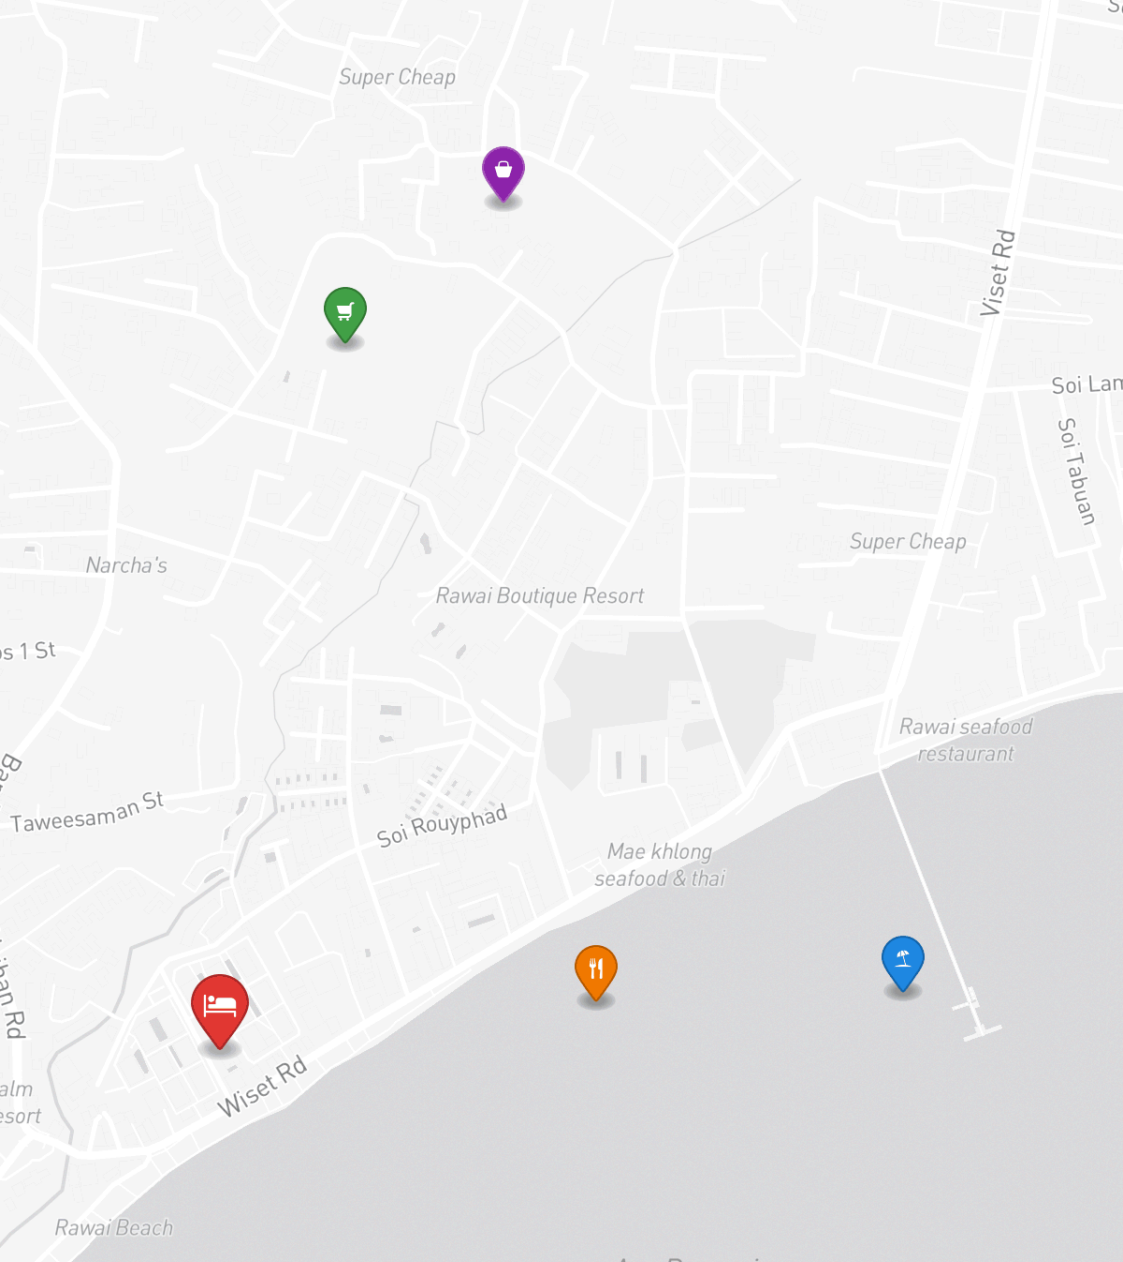 Super Cheap
Viset Rd
Soi Lam
Soi Tabuan
Super Cheap
Narcha's
Rawai Boutique Resort
os 1 St
Rawai seafood
restaurant
Taweesaman St
Soi Rouyphad
Mae khlong
seafood & thai
Wiset Rd
alm
esort
Rawai Beach